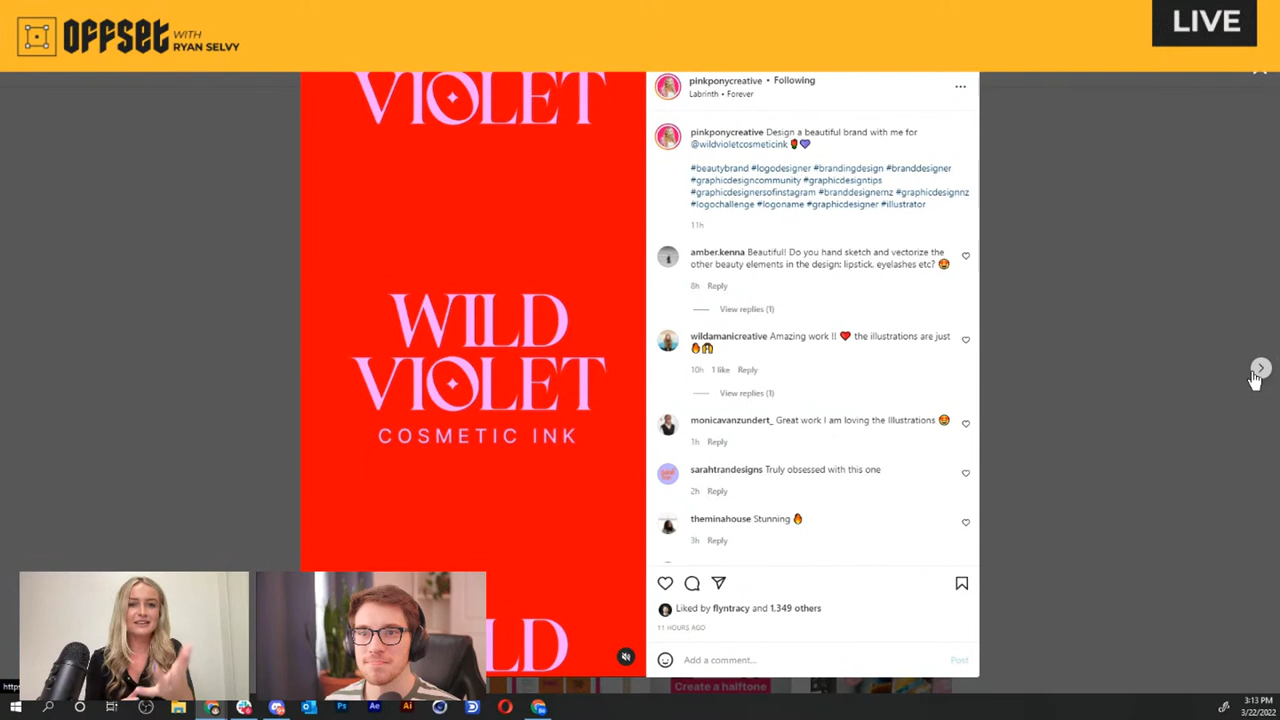 OFFSET WITH RYAN SELVY
LIVE
VIOLET
WILD
VIOLET
COSMETIC INK
WILD
pinkponycreative • Following
Labrinth • Forever
pinkponycreative Design a beautiful brand with me for
@wildvioletcosmeticink 🌹💜
#beautybrand #logodesigner #brandingdesign #branddesigner
#graphicdesigncommunity #graphicdesigntips
#graphicdesignersofinstagram #branddesignernz #graphicdesignnz
#logochallenge #logoname #graphicdesigner #illustrator
11h
amber.kenna Beautiful! Do you hand sketch and vectorize the
other beauty elements in the design: lipstick, eyelashes etc? 🤩
8h Reply
View replies (1)
wildamanicreative Amazing work !! ❤️ the illustrations are just
🔥🙌
10h 1 like Reply
View replies (1)
monicavanzundert_ Great work I am loving the Illustrations 🤩
1h Reply
sarahtrandesigns Truly obsessed with this one
2h Reply
theminahouse Stunning 🔥
3h Reply
Liked by flyntracy and 1,349 others
11 HOURS AGO
Add a comment... Post
Create a halftone
https
Ps Ae Ai
3:13 PM
3/22/2022